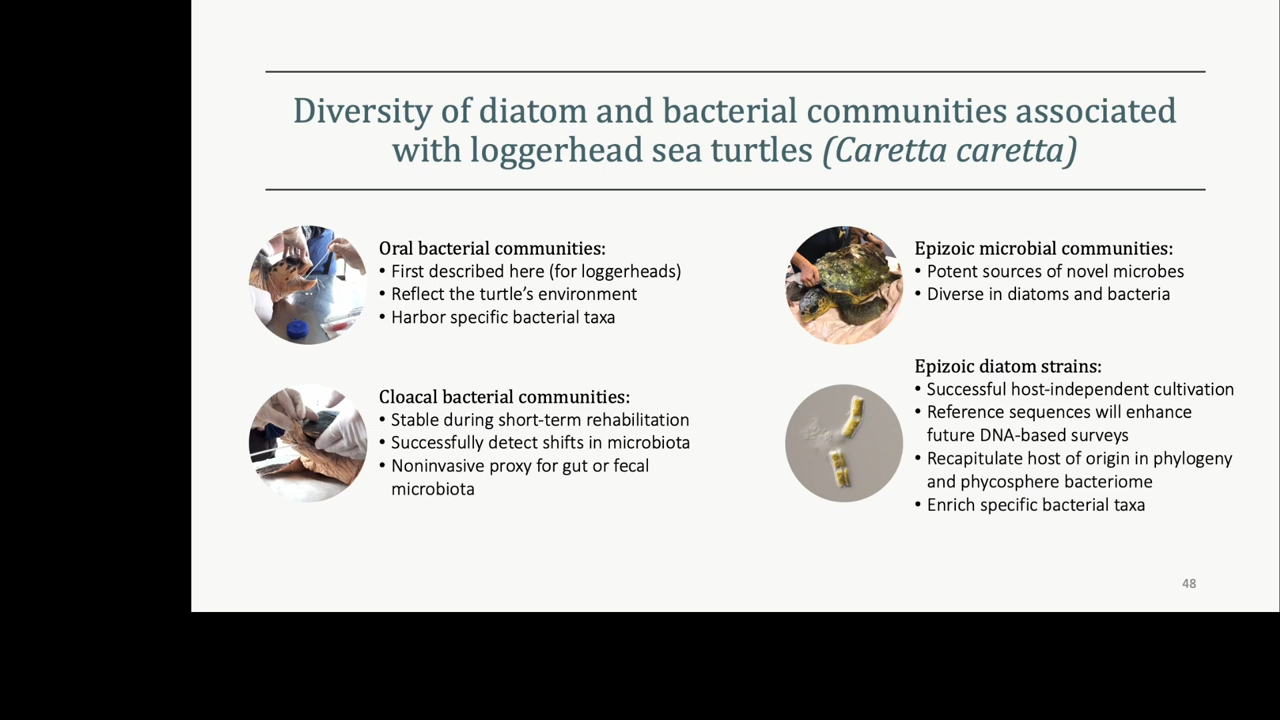 Diversity of diatom and bacterial communities associated
with loggerhead sea turtles (Caretta caretta)
Oral bacterial communities:
• First described here (for loggerheads)
• Reflect the turtle’s environment
• Harbor specific bacterial taxa
Cloacal bacterial communities:
• Stable during short-term rehabilitation
• Successfully detect shifts in microbiota
• Noninvasive proxy for gut or fecal
microbiota
Epizoic microbial communities:
• Potent sources of novel microbes
• Diverse in diatoms and bacteria
Epizoic diatom strains:
• Successful host-independent cultivation
• Reference sequences will enhance
future DNA-based surveys
• Recapitulate host of origin in phylogeny
and phycosphere bacteriome
• Enrich specific bacterial taxa
48